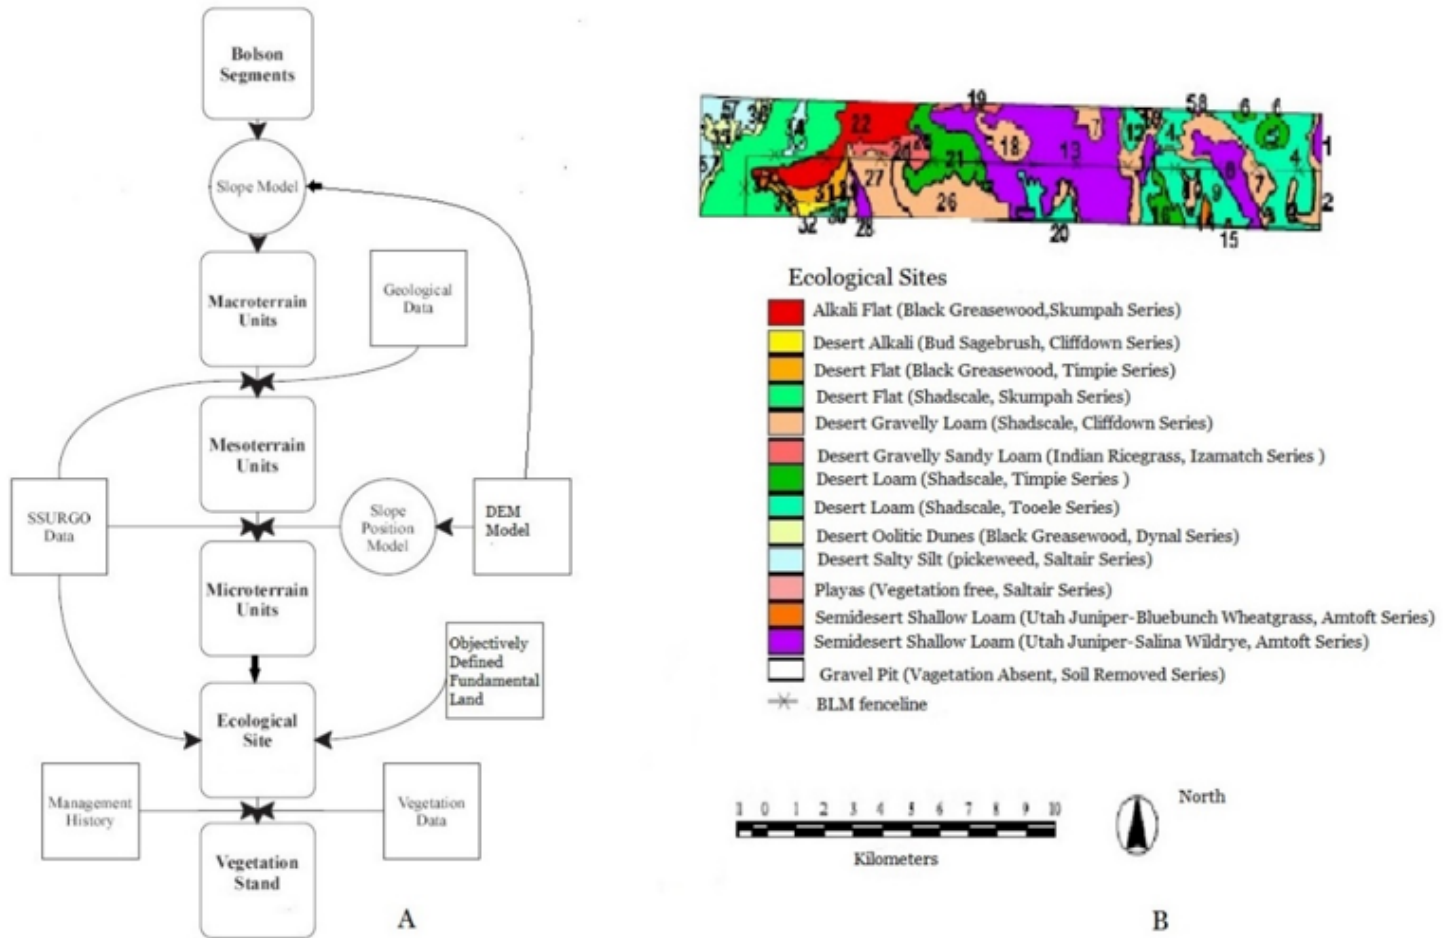 Bolson
Segments
Slope Model
Macroterrain
Units
Geological
Data
Mesoterrain
Units
SSURGO
Data
Slope
Position
Model
DEM
Model
Microterrain
Units
Objectively
Defined
Fundamental
Land
Ecological
Site
Management
History
Vegetation
Data
Vegetation
Stand
A
19
58
6
6
22
34
7
12
4
1
18
13
21
27
26
9
7
4
2
32
28
20
15
Ecological Sites
Alkali Flat (Black Greasewood,Skumpah Series)
Desert Alkali (Bud Sagebrush, Cliffdown Series)
Desert Flat (Black Greasewood, Timpie Series)
Desert Flat (Shadscale, Skumpah Series)
Desert Gravelly Loam (Shadscale, Cliffdown Series)
Desert Gravelly Sandy Loam (Indian Ricegrass, Izamatch Series )
Desert Loam (Shadscale, Timpie Series )
Desert Loam (Shadscale, Tooele Series)
Desert Oolitic Dunes (Black Greasewood, Dynal Series)
Desert Salty Silt (pickeweed, Saltair Series)
Playas (Vegetation free, Saltair Series)
Semidesert Shallow Loam (Utah Juniper-Bluebunch Wheatgrass, Amtoft Series)
Semidesert Shallow Loam (Utah Juniper-Salina Wildrye, Amtoft Series)
Gravel Pit (Vagetation Absent, Soil Removed Series)
BLM fenceline
1 0 1 2 3 4 5 6 7 8 9 10
Kilometers
North
B